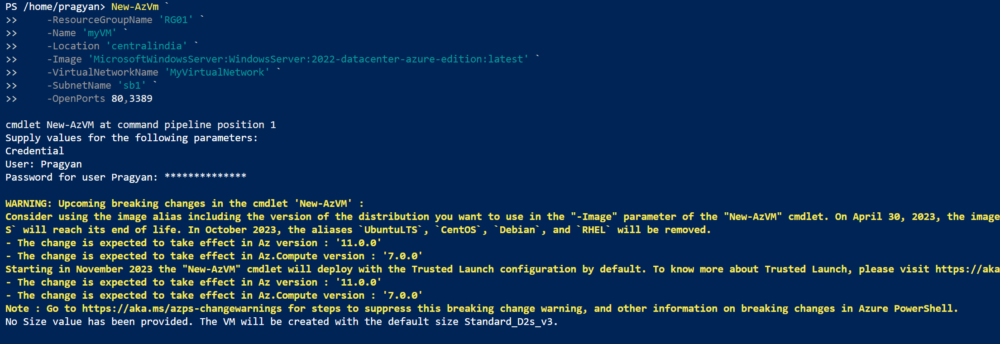 PS /home/pragyan> New-AzVm `
>>     -ResourceGroupName 'RG01' `
>>     -Name 'myVM' `
>>     -Location 'centralindia' `
>>     -Image 'MicrosoftWindowsServer:WindowsServer:2022-datacenter-azure-edition:latest' `
>>     -VirtualNetworkName 'MyVirtualNetwork' `
>>     -SubnetName 'sb1' `
>>     -OpenPorts 80,3389
cmdlet New-AzVM at command pipeline position 1
Supply values for the following parameters:
Credential
User: Pragyan
Password for user Pragyan: **************
WARNING: Upcoming breaking changes in the cmdlet 'New-AzVM' :
Consider using the image alias including the version of the distribution you want to use in the "-Image" parameter of the "New-AzVM" cmdlet. On April 30, 2023, the image
S` will reach its end of life. In October 2023, the aliases `UbuntuLTS`, `CentOS`, `Debian`, and `RHEL` will be removed.
- The change is expected to take effect in Az version : '11.0.0'
- The change is expected to take effect in Az.Compute version : '7.0.0'
Starting in November 2023 the "New-AzVM" cmdlet will deploy with the Trusted Launch configuration by default. To know more about Trusted Launch, please visit https://aka
- The change is expected to take effect in Az version : '11.0.0'
- The change is expected to take effect in Az.Compute version : '7.0.0'
Note : Go to https://aka.ms/azps-changewarnings for steps to suppress this breaking change warning, and other information on breaking changes in Azure PowerShell.
No Size value has been provided. The VM will be created with the default size Standard_D2s_v3.